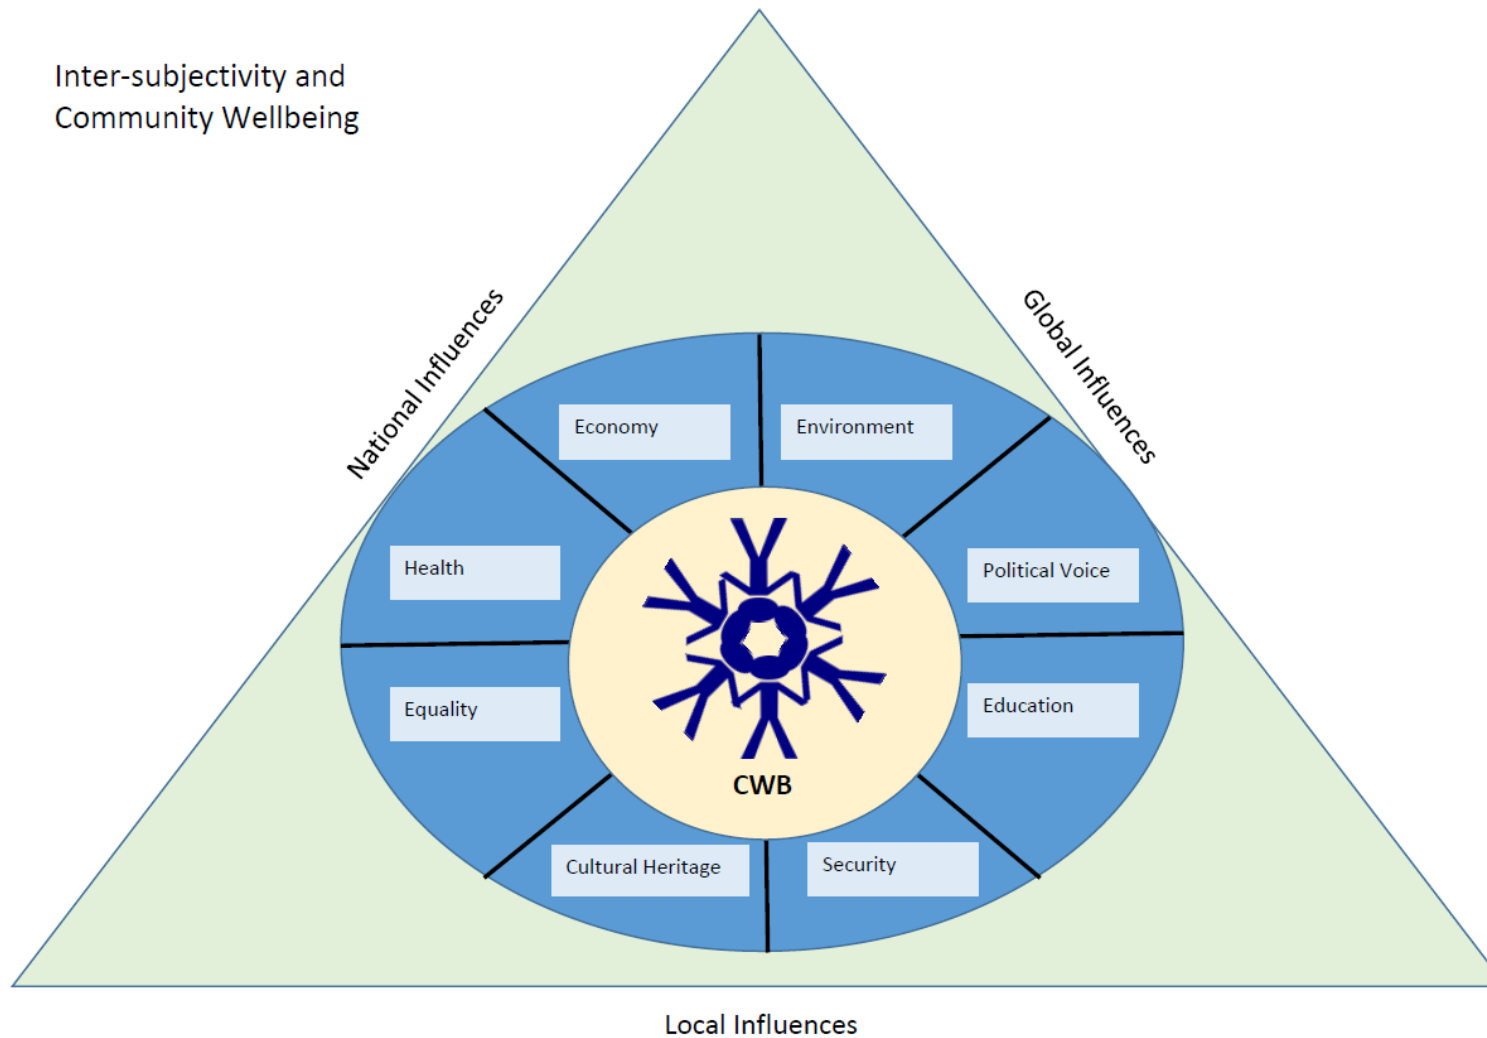 Inter-subjectivity and
Community Wellbeing
National Influences
Global Influences
Economy
Environment
Health
Political Voice
Equality
Education
CWB
Cultural Heritage
Security
Local Influences